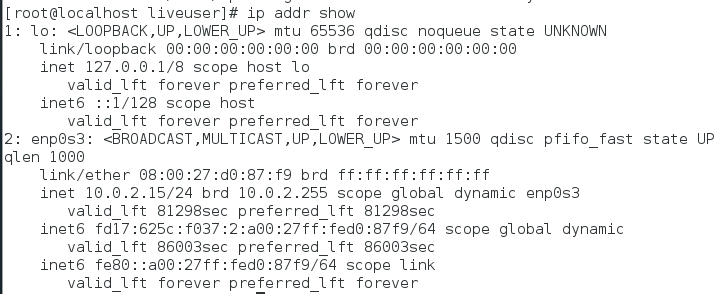 [root@localhost liveuser]# ip addr show
1: lo: <LOOPBACK,UP,LOWER_UP> mtu 65536 qdisc noqueue state UNKNOWN
    link/loopback 00:00:00:00:00:00 brd 00:00:00:00:00:00
    inet 127.0.0.1/8 scope host lo
       valid_lft forever preferred_lft forever
    inet6 ::1/128 scope host
       valid_lft forever preferred_lft forever
2: enp0s3: <BROADCAST,MULTICAST,UP,LOWER_UP> mtu 1500 qdisc pfifo_fast state UP
qlen 1000
    link/ether 08:00:27:d0:87:f9 brd ff:ff:ff:ff:ff:ff
    inet 10.0.2.15/24 brd 10.0.2.255 scope global dynamic enp0s3
       valid_lft 81298sec preferred_lft 81298sec
    inet6 fd17:625c:f037:2:a00:27ff:fed0:87f9/64 scope global dynamic
       valid_lft 86003sec preferred_lft 86003sec
    inet6 fe80::a00:27ff:fed0:87f9/64 scope link
       valid_lft forever preferred_lft forever